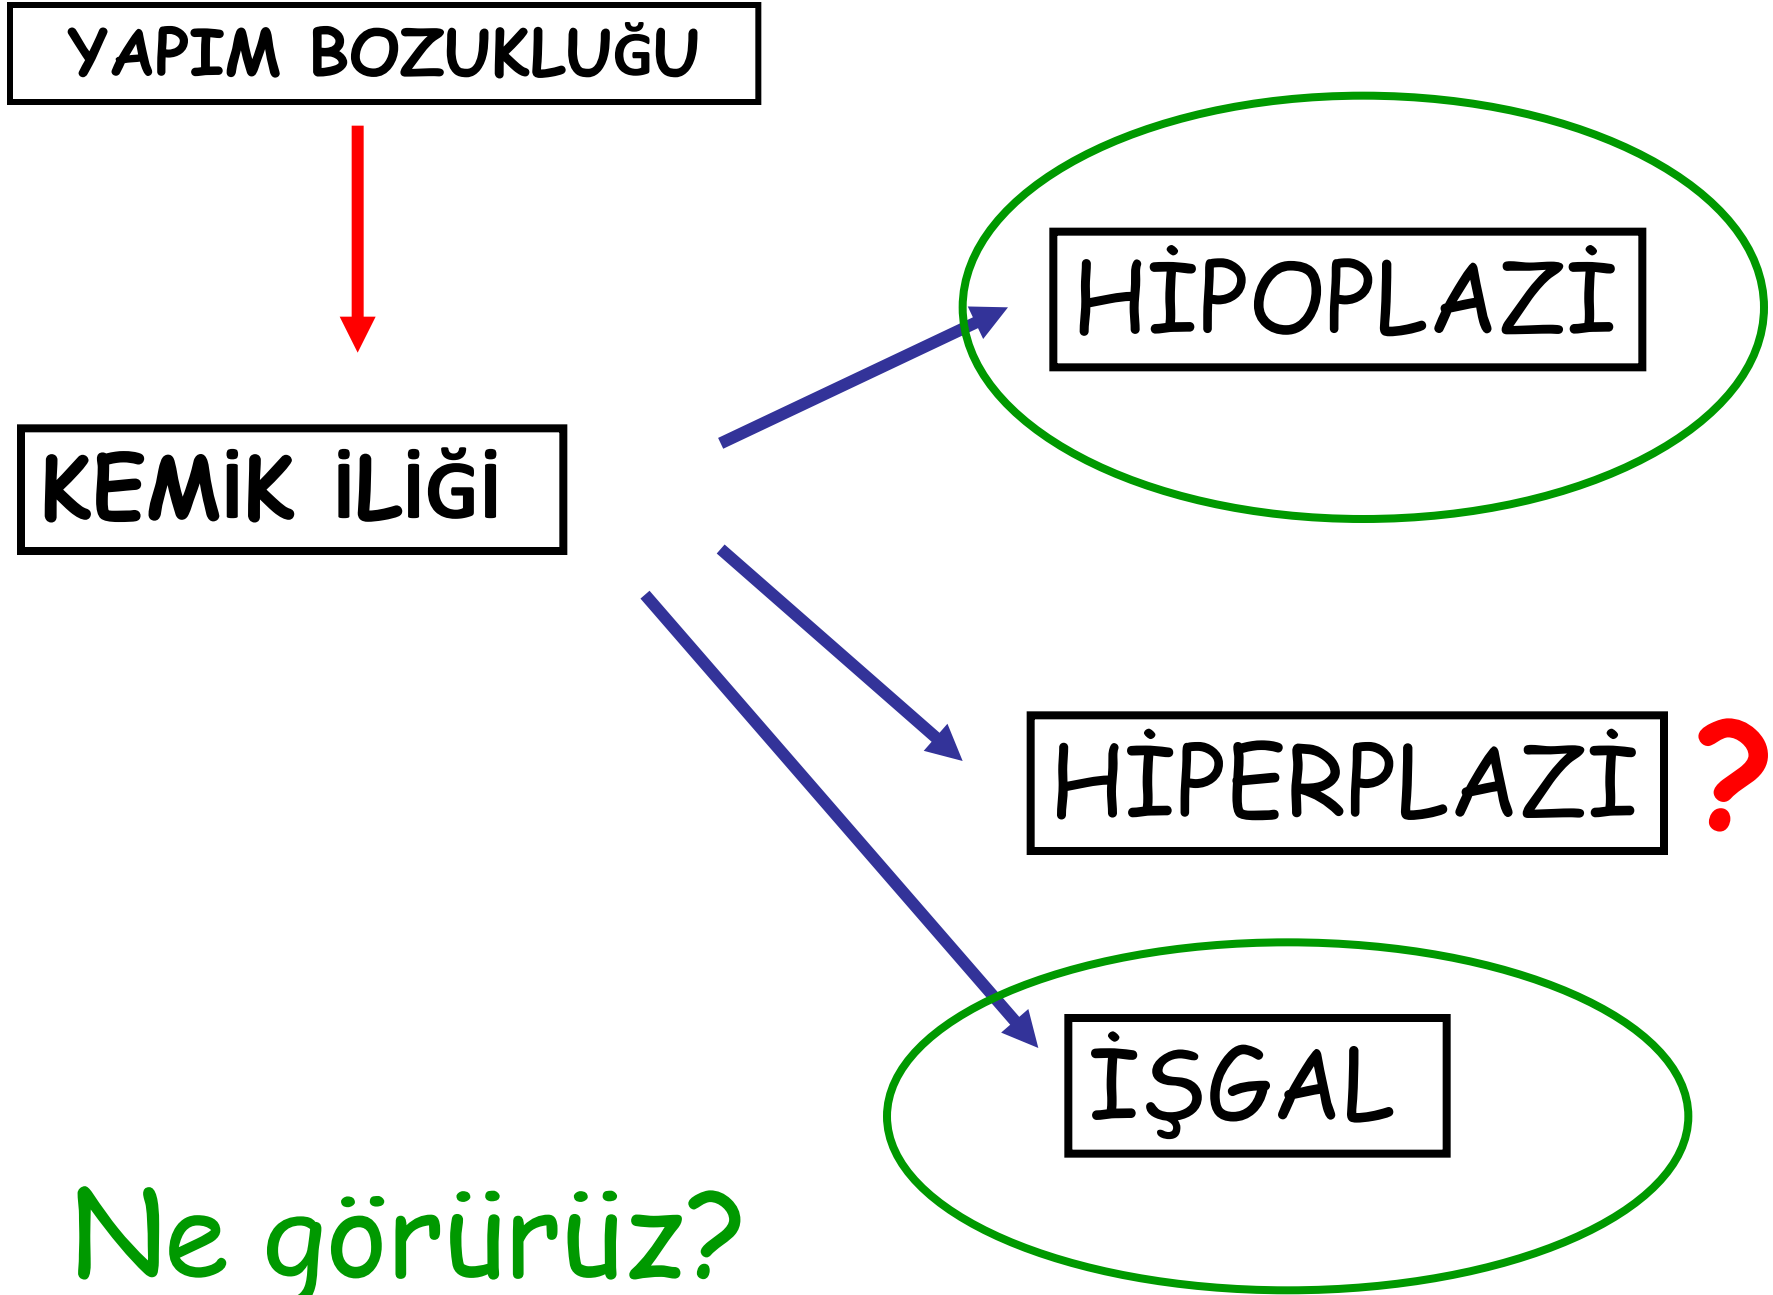 YAPIM BOZUKLUĞU
HİPOPLAZİ
KEMİK İLİĞİ
HİPERPLAZİ ?
İŞGAL
Ne görürüz?